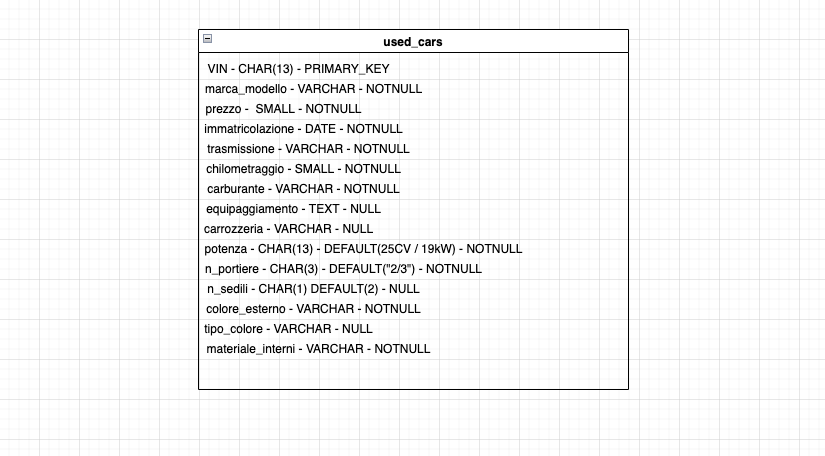 used_cars
VIN - CHAR(13) - PRIMARY_KEY
marca_modello - VARCHAR - NOTNULL
prezzo - SMALL - NOTNULL
immatricolazione - DATE - NOTNULL
trasmissione - VARCHAR - NOTNULL
chilometraggio - SMALL - NOTNULL
carburante - VARCHAR - NOTNULL
equipaggiamento - TEXT - NULL
carrozzeria - VARCHAR - NULL
potenza - CHAR(13) - DEFAULT(25CV / 19kW) - NOTNULL
n_portiere - CHAR(3) - DEFAULT("2/3") - NOTNULL
n_sedili - CHAR(1) DEFAULT(2) - NULL
colore_esterno - VARCHAR - NOTNULL
tipo_colore - VARCHAR - NULL
materiale_interni - VARCHAR - NOTNULL